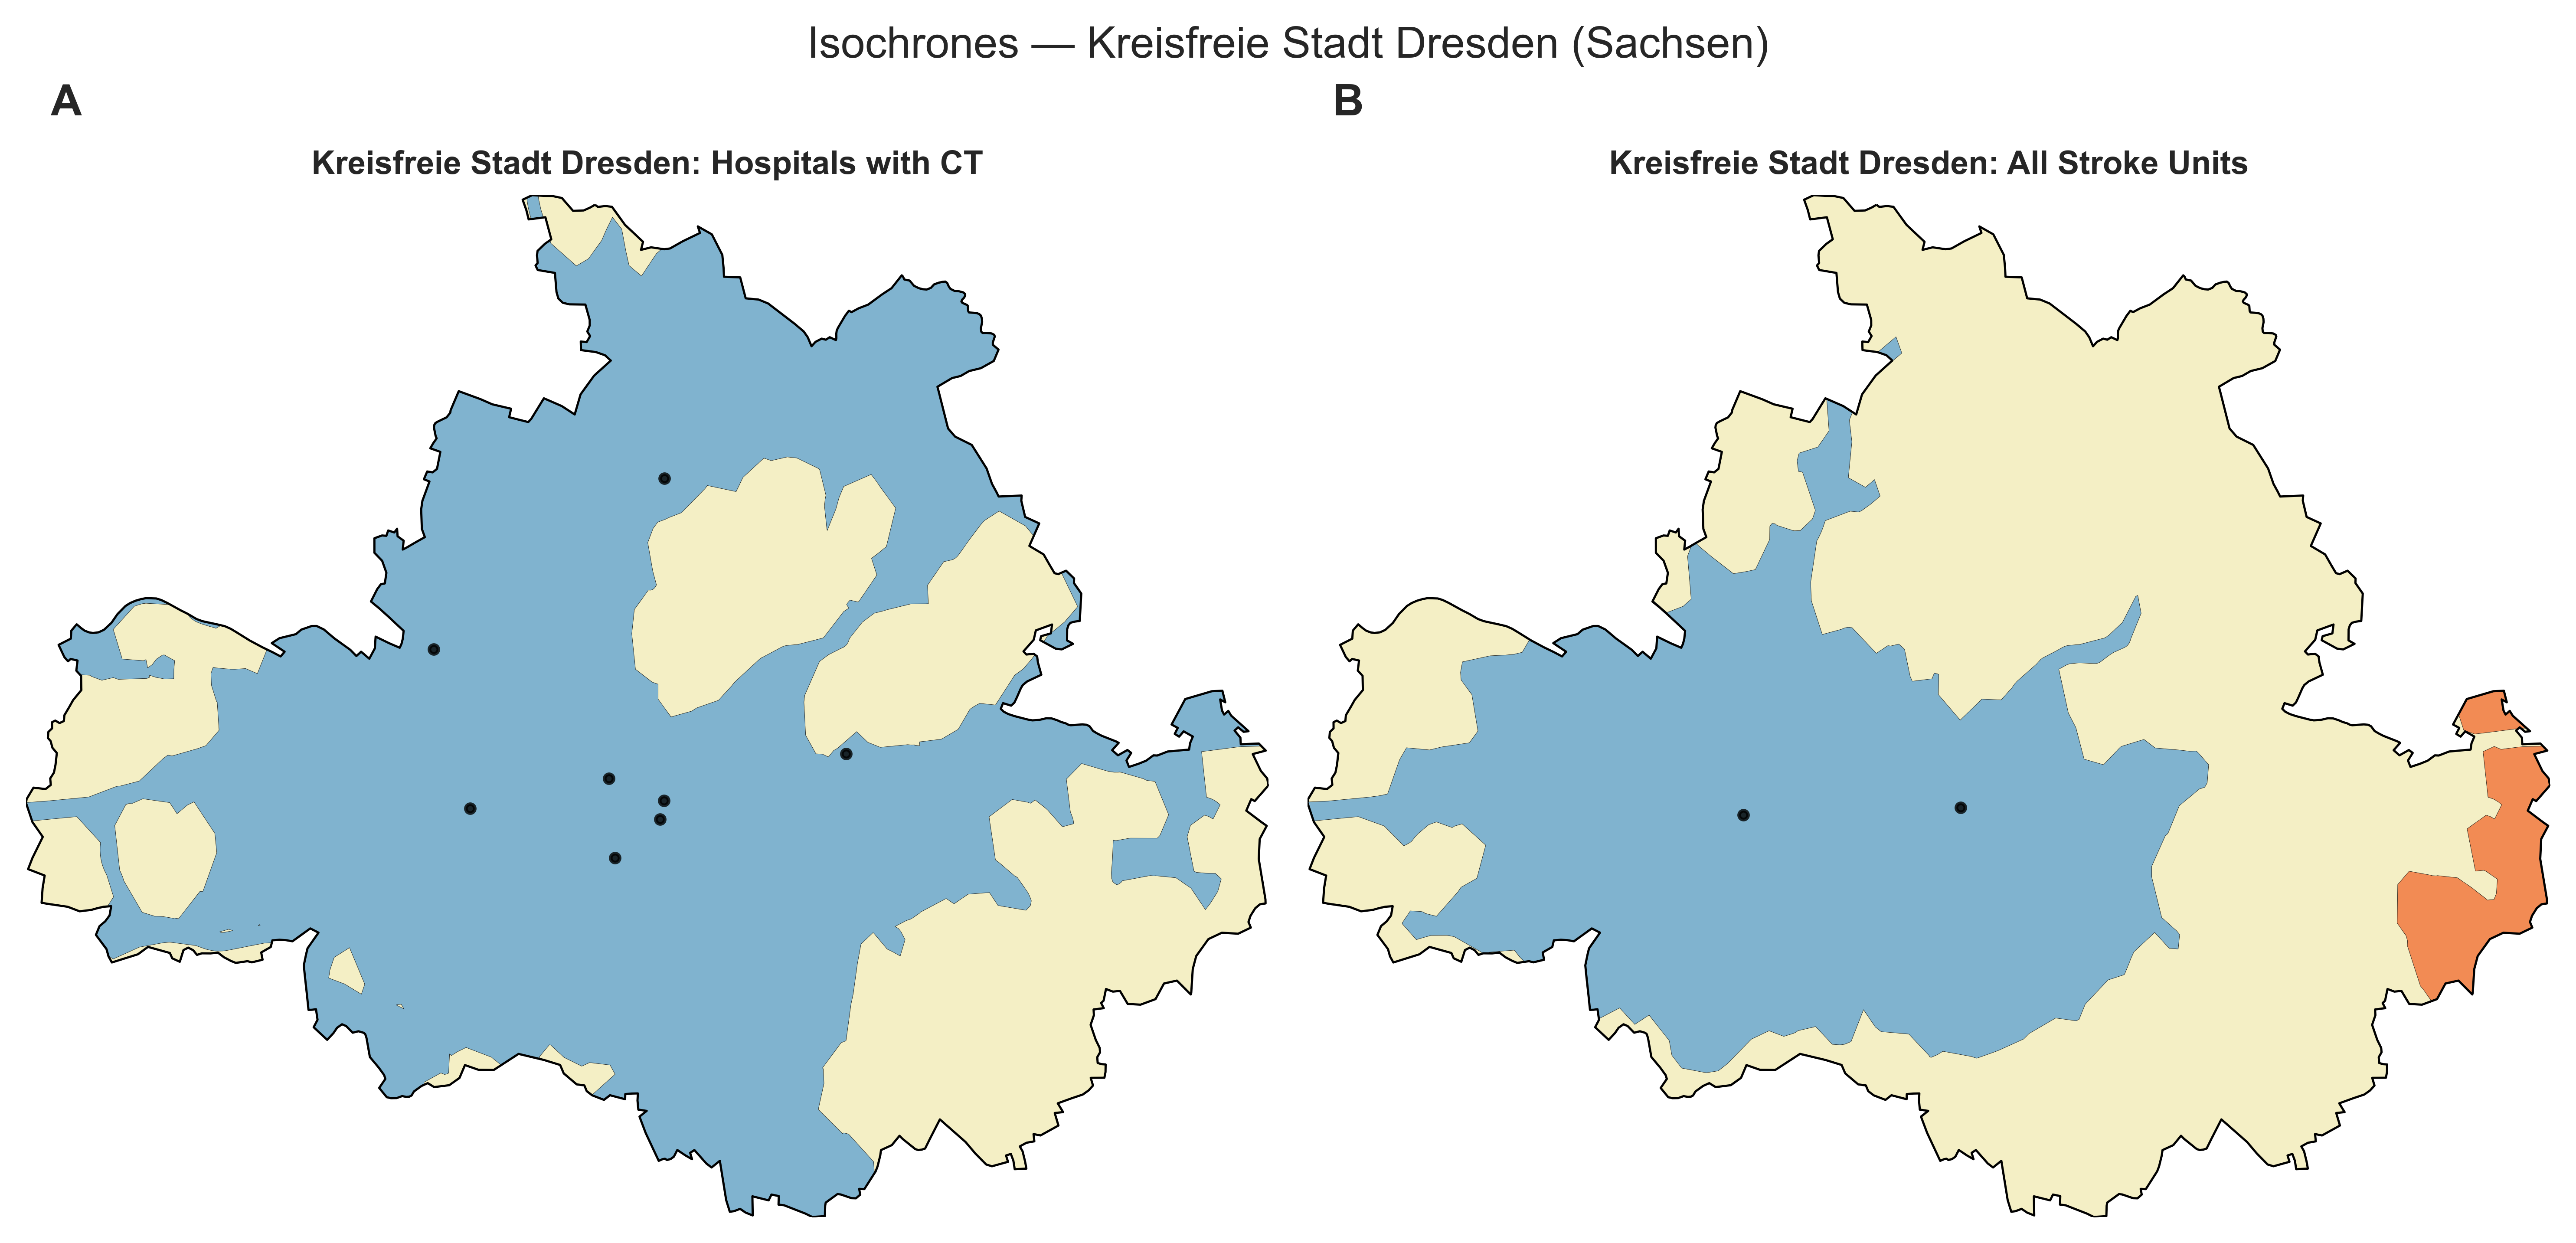 Isochrones — Kreisfreie Stadt Dresden (Sachsen)
A
B
Kreisfreie Stadt Dresden: Hospitals with CT
Kreisfreie Stadt Dresden: All Stroke Units